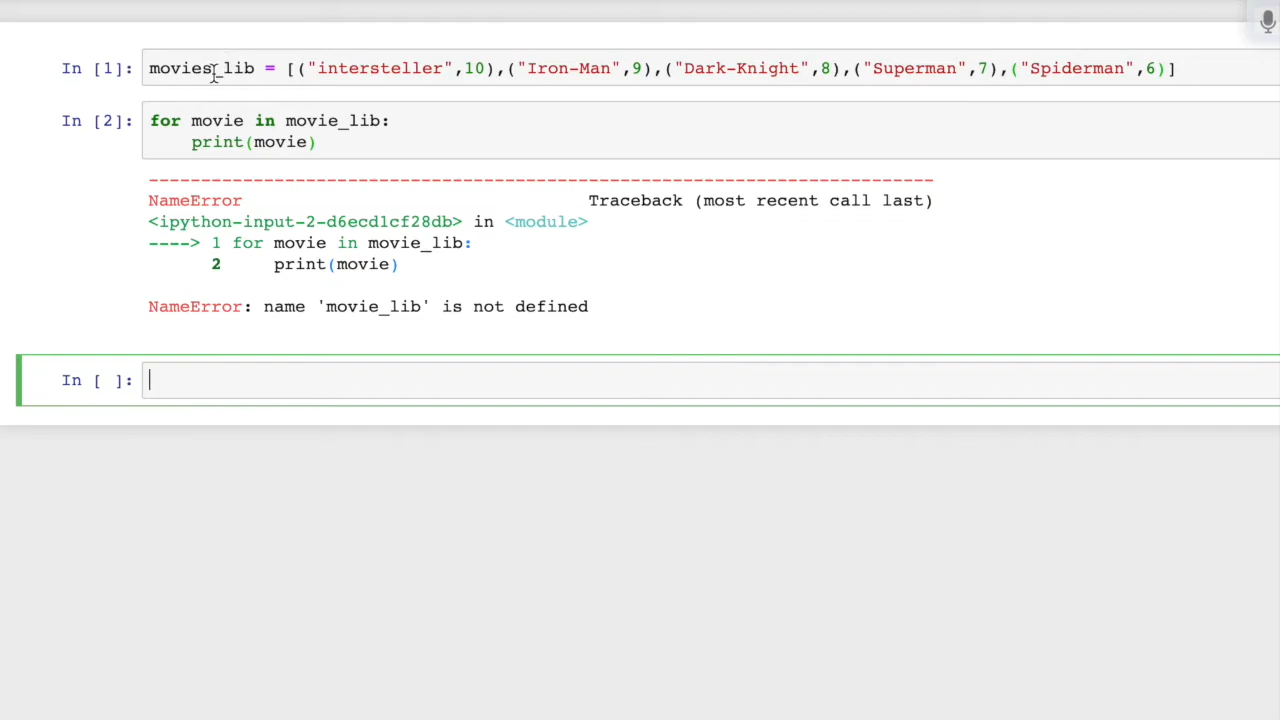 In [1]: movies_lib = [("intersteller",10),("Iron-Man",9),("Dark-Knight",8),("Superman",7),("Spiderman",6)]
In [2]: for movie in movie_lib:
print(movie)
---------------------------------------------------------------------------
NameError Traceback (most recent call last)
<ipython-input-2-d6ecd1cf28db> in <module>
----> 1 for movie in movie_lib:
2 print(movie)
NameError: name 'movie_lib' is not defined
In [ ]: